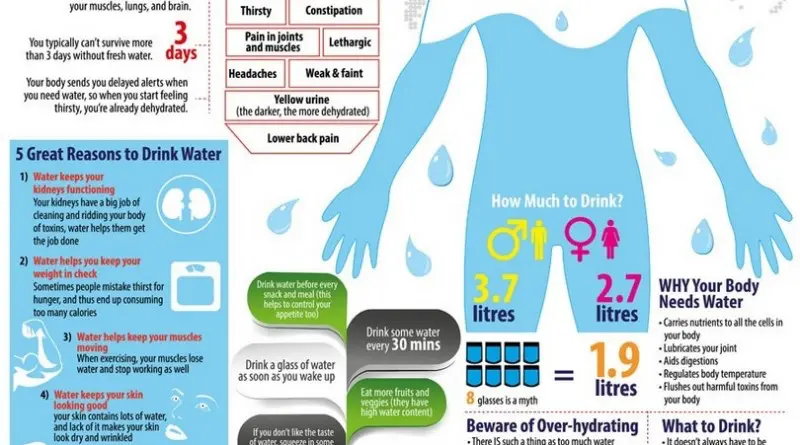 your muscles, lungs, and brain.
You typically can't survive more
than 3 days without fresh water.
3
days
Your body sends you delayed alerts when
you need water, so when you start feeling
thirsty, you're already dehydrated.
Thirsty
Constipation
Pain in joints
and muscles
Lethargic
Headaches
Weak & faint
Yellow urine
(the darker, the more dehydrated)
Lower back pain
5 Great Reasons to Drink Water
1) Water keeps your
kidneys functioning
Your kidneys have a big job of
cleaning and ridding your body
of toxins, water helps them get
the job done
2) Water helps you keep your
weight in check
Sometimes people mistake thirst for
hunger, and thus end up consuming
too many calories
3) Water helps keep your muscles
moving
When exercising, your muscles lose
water and stop working as well
4) Water keeps your skin
looking good
your skin contains lots of water,
and lack of it makes your skin
look dry and wrinkled
Drink water before every
snack and meal (this
helps to control your
appetite too)
Drink some water
every 30 mins
Drink a glass of water
as soon as you wake up
Eat more fruits and
veggies (they have
high water content)
If you don't like the taste
of water, squeeze in some
How Much to Drink?
3.7
litres
2.7
litres
8 glasses is a myth
=
1.9
litres
WHY Your Body
Needs Water
• Carries nutrients to all the cells in
your body
• Lubricates your joint
• Aids digestions
• Regulates body temperature
• Flushes out harmful toxins from
your body
Beware of Over-hydrating
• There IS such a thing as too much water
What to Drink?
• It doesn't always have to be